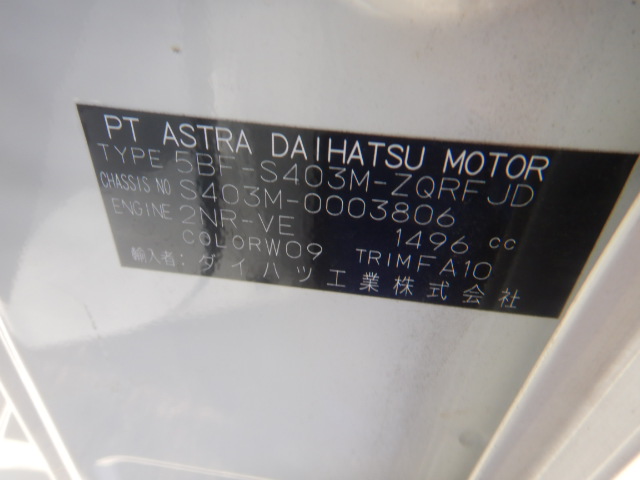 PT ASTRA DAIHATSU MOTOR
TYPE 5BF-S403M-ZQRFJD
CHASSIS NO S403M-0003806
ENGINE 2NR-VE 1496 cc
COLOR W09 TRIM FA10
輸入者: ダイハツ工業株式会社